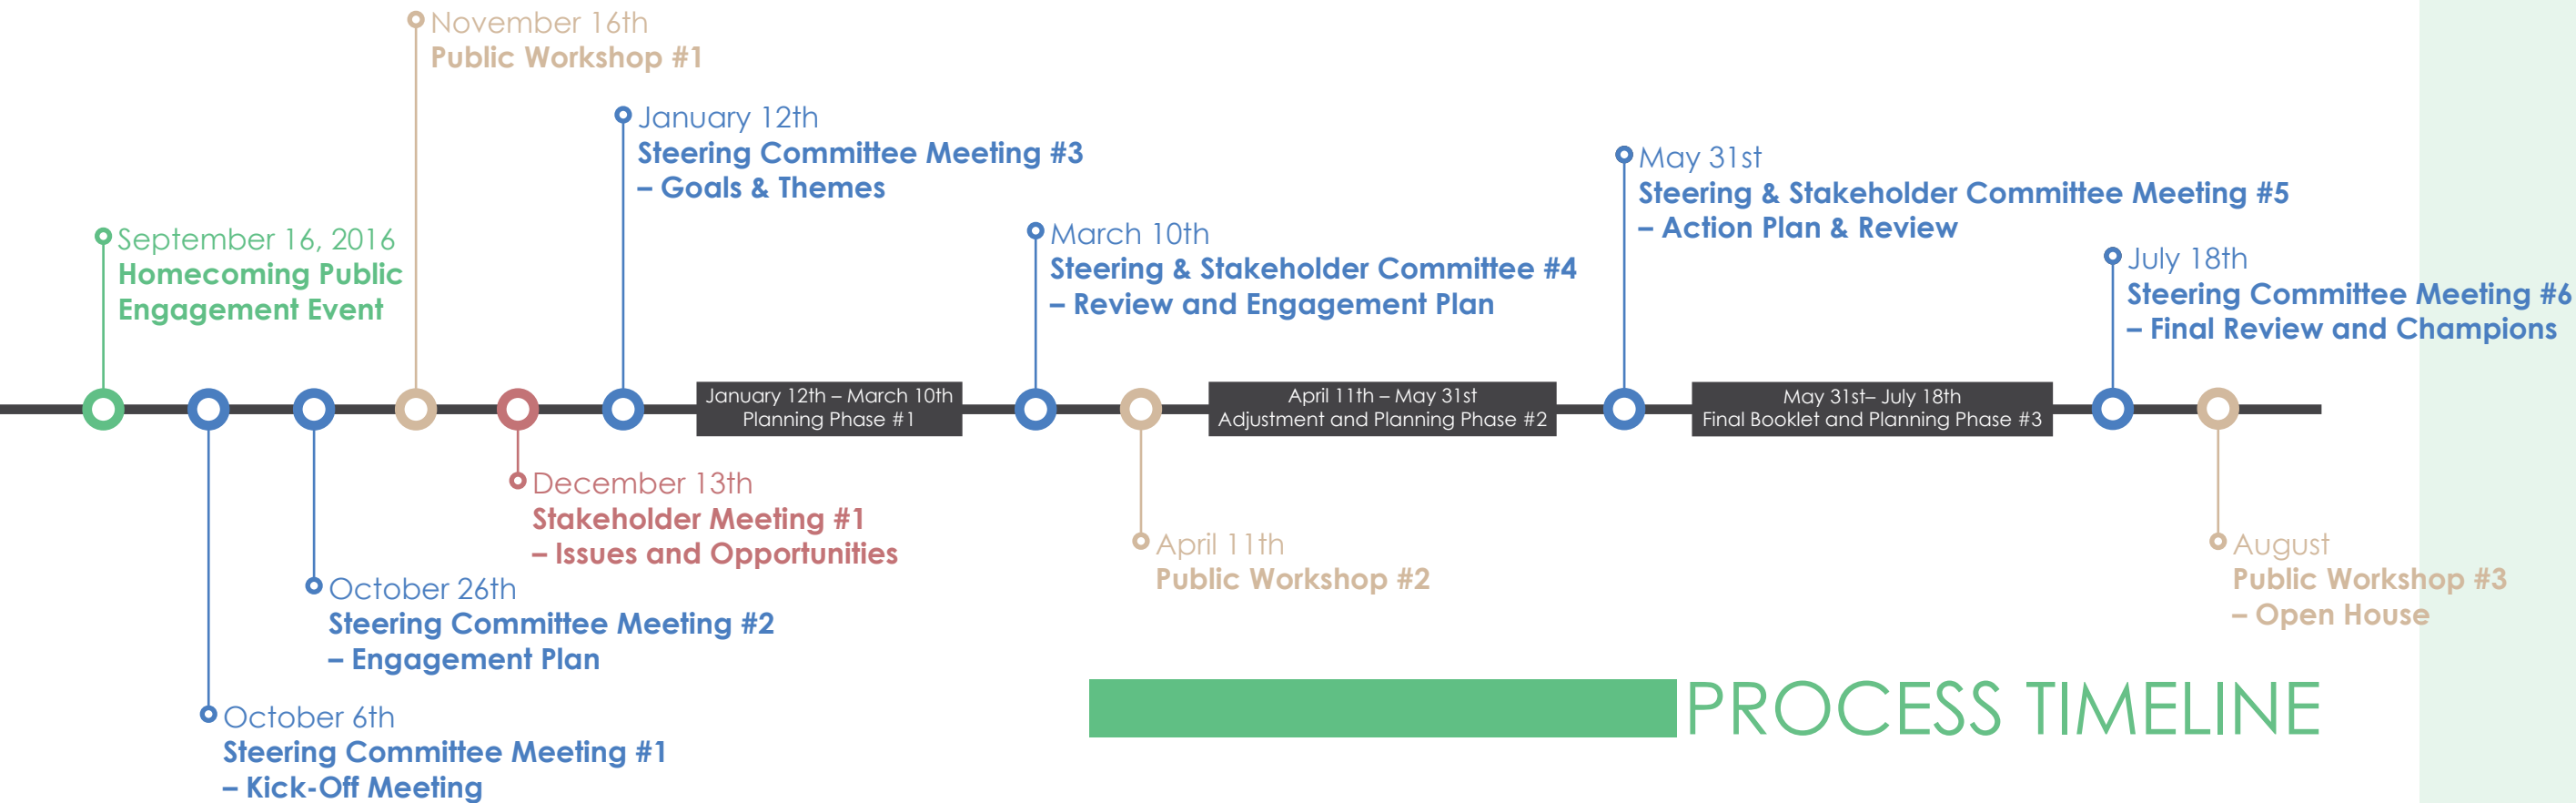 November 16th
Public Workshop #1
January 12th
Steering Committee Meeting #3
– Goals & Themes
May 31st
Steering & Stakeholder Committee Meeting #5
– Action Plan & Review
September 16, 2016
Homecoming Public
Engagement Event
March 10th
Steering & Stakeholder Committee #4
– Review and Engagement Plan
July 18th
Steering Committee Meeting #6
– Final Review and Champions
January 12th – March 10th
Planning Phase #1
April 11th – May 31st
Adjustment and Planning Phase #2
May 31st– July 18th
Final Booklet and Planning Phase #3
December 13th
Stakeholder Meeting #1
– Issues and Opportunities
April 11th
Public Workshop #2
August
Public Workshop #3
– Open House
October 26th
Steering Committee Meeting #2
– Engagement Plan
October 6th
Steering Committee Meeting #1
– Kick-Off Meeting
PROCESS TIMELINE